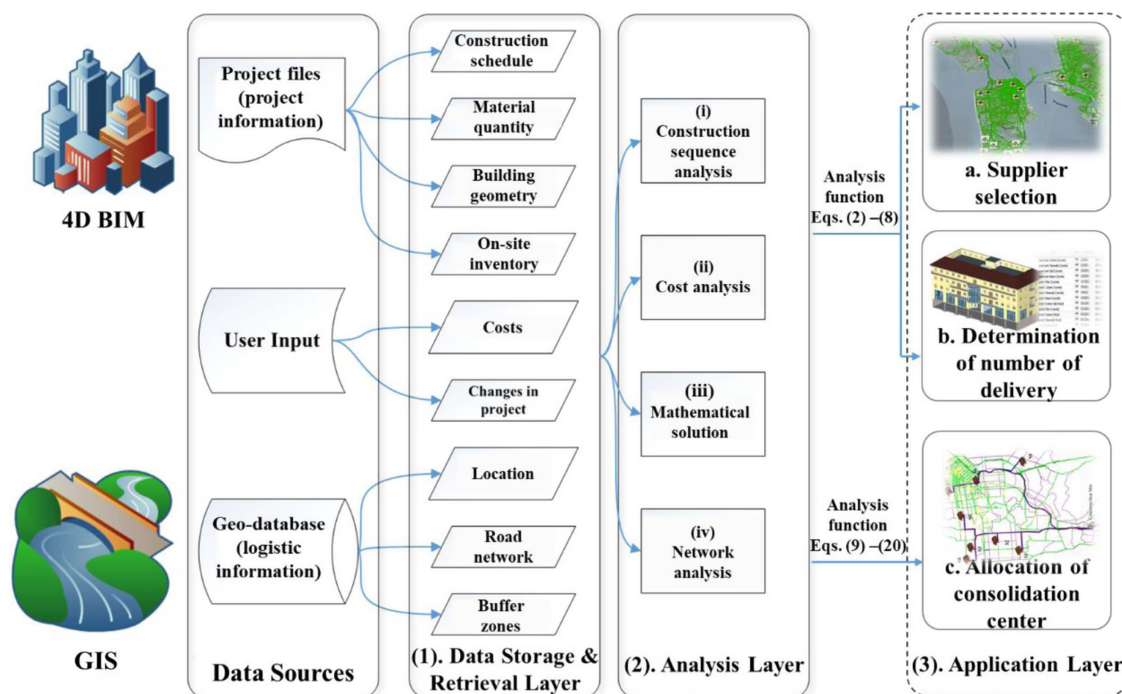 4D BIM
GIS
Project files
(project
information)
User Input
Geo-database
(logistic
information)
Data Sources
Construction
schedule
Material
quantity
Building
geometry
On-site
inventory
Costs
Changes in
project
Location
Road
network
Buffer
zones
(1). Data Storage &
Retrieval Layer
(i)
Construction
sequence
analysis
(ii)
Cost analysis
(iii)
Mathematical
solution
(iv)
Network
analysis
(2). Analysis Layer
Analysis
function
Eqs. (2) –(8)
Analysis
function
Eqs. (9) –(20)
a. Supplier
selection
b. Determination
of number of
delivery
c. Allocation of
consolidation
center
(3). Application Layer